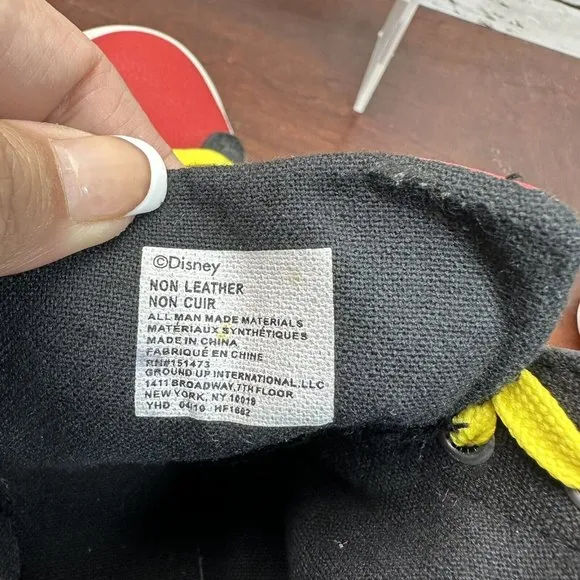 ©Disney
NON LEATHER
NON CUIR
ALL MAN MADE MATERIALS
MATÉRIAUX SYNTHÉTIQUES
MADE IN CHINA
FABRIQUÉ EN CHINE
RN#151473
GROUND UP INTERNATIONAL, LLC
1411 BROADWAY, 7TH FLOOR
NEW YORK, NY 10018
YHD 04/10 HF1682